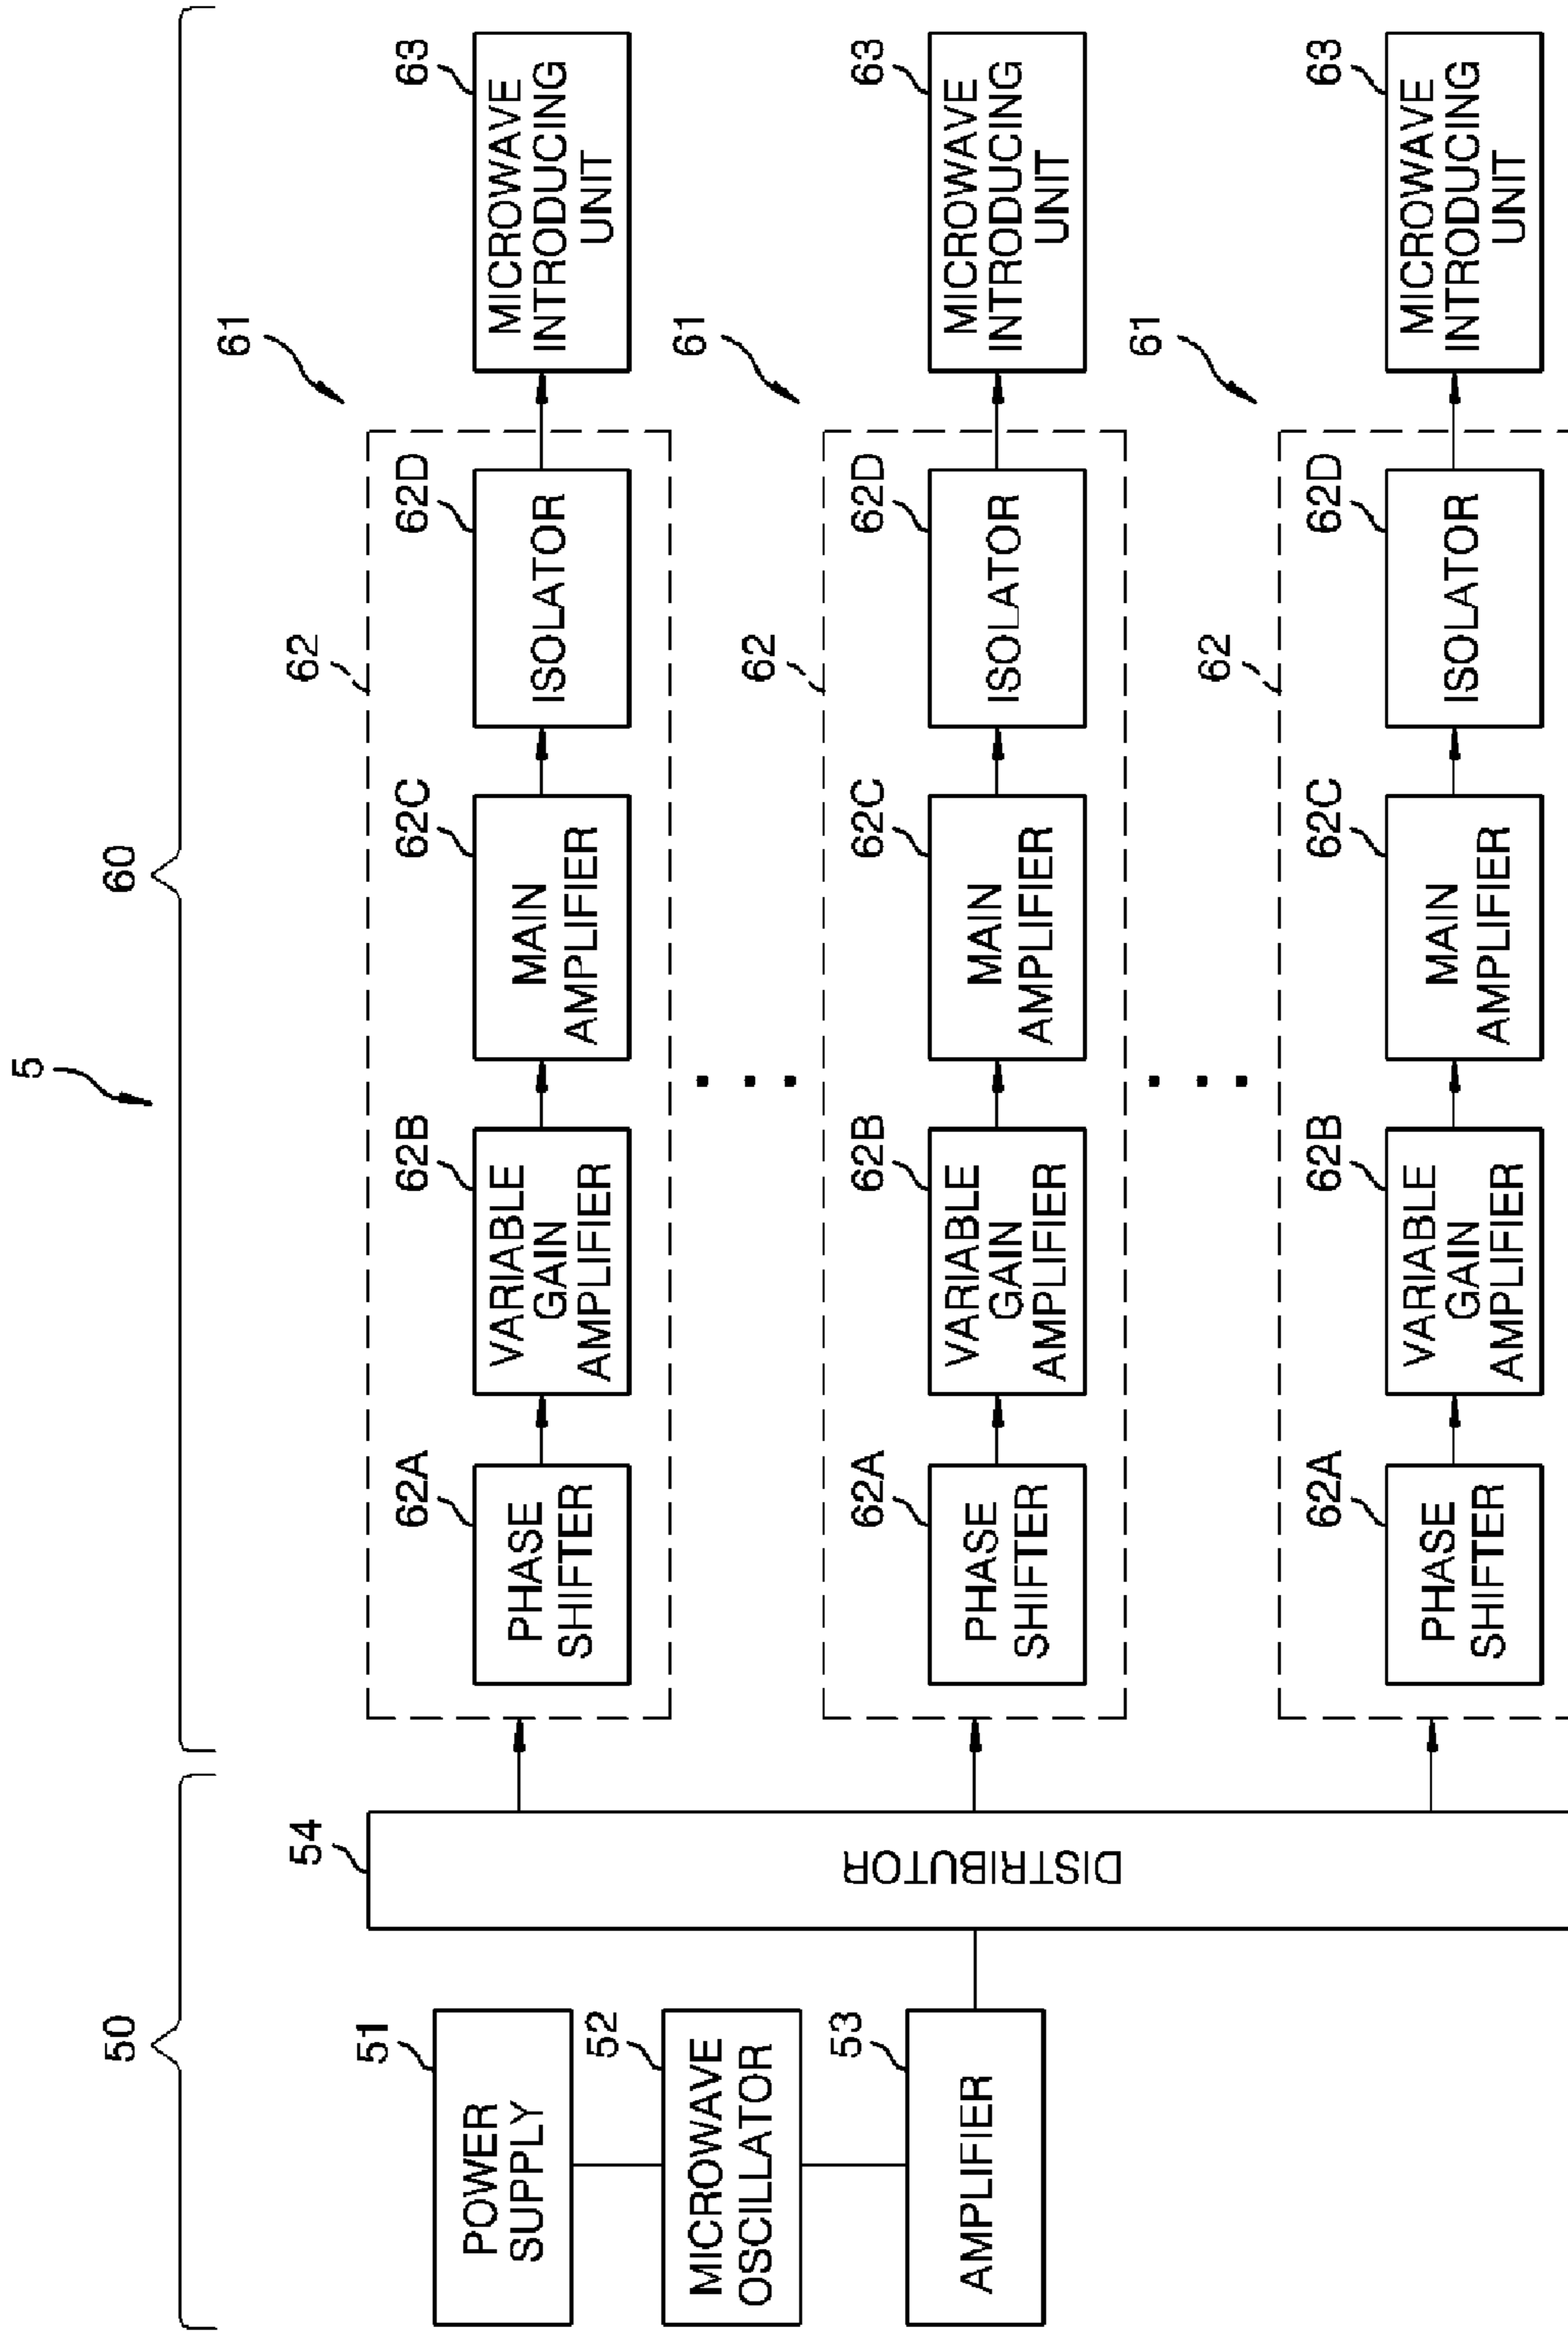 5
50
60
51
POWER
SUPPLY
52
MICROWAVE
OSCILLATOR
53
AMPLIFIER
54
DISTRIBUTOR
61
62
62A
PHASE
SHIFTER
62B
VARIABLE
GAIN
AMPLIFIER
62C
MAIN
AMPLIFIER
62D
ISOLATOR
63
MICROWAVE
INTRODUCING
UNIT
61
62
62A
PHASE
SHIFTER
62B
VARIABLE
GAIN
AMPLIFIER
62C
MAIN
AMPLIFIER
62D
ISOLATOR
63
MICROWAVE
INTRODUCING
UNIT
61
62
62A
PHASE
SHIFTER
62B
VARIABLE
GAIN
AMPLIFIER
62C
MAIN
AMPLIFIER
62D
ISOLATOR
63
MICROWAVE
INTRODUCING
UNIT